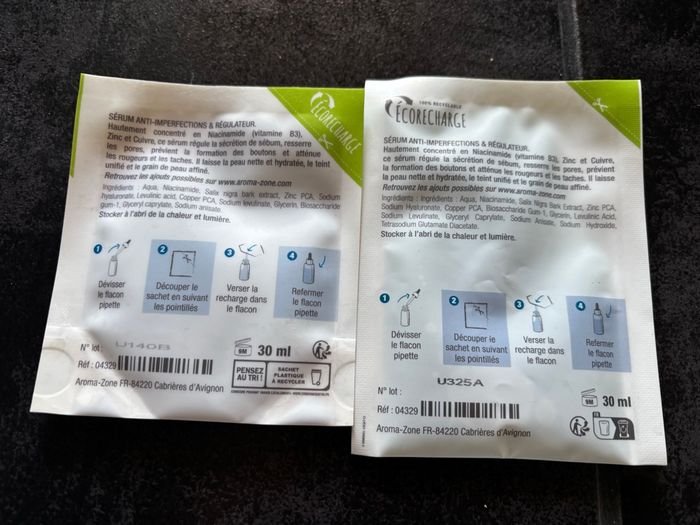 ÉCORECHARGE
SÉRUM ANTI-IMPERFECTIONS & RÉGULATEUR.
Hautement concentré en Niacinamide (vitamine B3),
Zinc et Cuivre, ce sérum régule la sécrétion de sébum, resserre
les pores, prévient la formation des boutons et atténue
les rougeurs et les taches. Il laisse la peau nette et hydratée, le teint
unifié et le grain de peau affiné.
Retrouvez les ajouts possibles sur www.aroma-zone.com
Ingrédients : Aqua, Niacinamide, Salix nigra bark extract, Zinc PCA, Sodium
hyaluronate, Levulinic acid, Copper PCA, Sodium levulinate, Glycerin, Biosaccharide
gum-1, Glyceryl caprylate, Sodium anisate.
Stocker à l'abri de la chaleur et lumière.
1
Dévisser
le flacon
pipette
2
Découper le
sachet en suivant
les pointillés
3
Verser la
recharge dans
le flacon
4
Refermer
le flacon
pipette
N° lot :
U140B
Réf : 04329
9M
30 ml
PENSEZ
AU TRI !
SACHET
PLASTIQUE
À RECYCLER
Aroma-Zone FR-84220 Cabrières d'Avignon
100% RECYCLABLE
ÉCORECHARGE
SÉRUM ANTI-IMPERFECTIONS & RÉGULATEUR.
Hautement concentré en Niacinamide (vitamine B3), Zinc et Cuivre,
ce sérum régule la sécrétion de sébum, resserre les pores, prévient
la formation des boutons et atténue les rougeurs et les taches. Il
laisse la peau nette et hydratée, le teint unifié et le grain de peau affiné.
Retrouvez les ajouts possibles sur www.aroma-zone.com
Ingrédients : Ingrédients : Aqua, Niacinamide, Salix Nigra Bark Extract, Zinc PCA,
Sodium Hyaluronate, Copper PCA, Biosaccharide Gum-1, Glycerin, Levulinic Acid,
Sodium Levulinate, Glyceryl Caprylate, Sodium Anisate, Sodium Hydroxide,
Tetrasodium Glutamate Diacetate.
Stocker à l'abri de la chaleur et lumière.
1
Dévisser
le flacon
pipette
2
Découper le
sachet en suivant
les pointillés
3
Verser la
recharge dans
le flacon
4
Refermer
le flacon
pipette
U325A
N° lot :
Réf : 04329
9M
30 ml
Aroma-Zone FR-84220 Cabrières d'Avignon